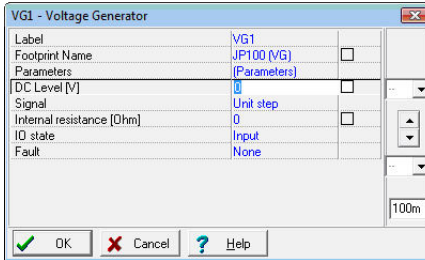 VG1 - Voltage Generator
Label VG1
Footprint Name JP100 (VG)
Parameters (Parameters)
DC Level [V] 0
Signal Unit step
Internal resistance [Ohm] 0
IO state Input
Fault None
--
--
100m
OK Cancel ? Help